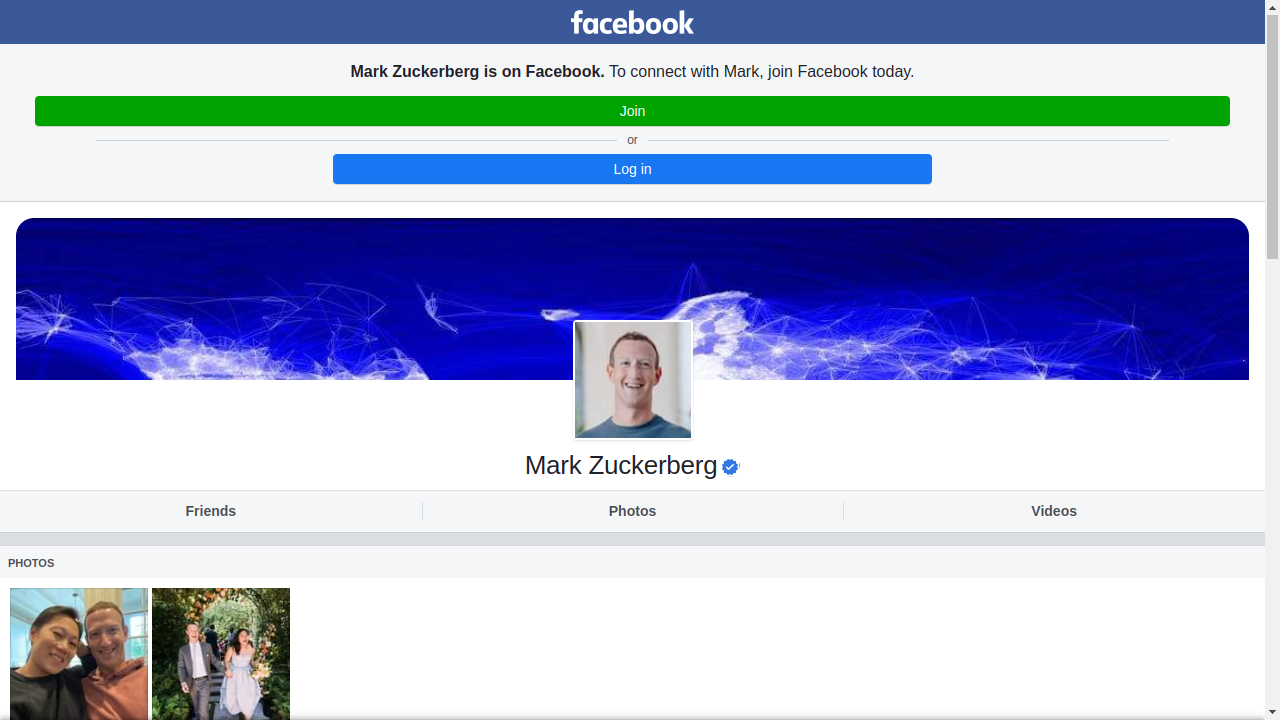 facebook
Mark Zuckerberg is on Facebook. To connect with Mark, join Facebook today.
Join
or
Log in
Mark Zuckerberg
Friends
Photos
Videos
PHOTOS